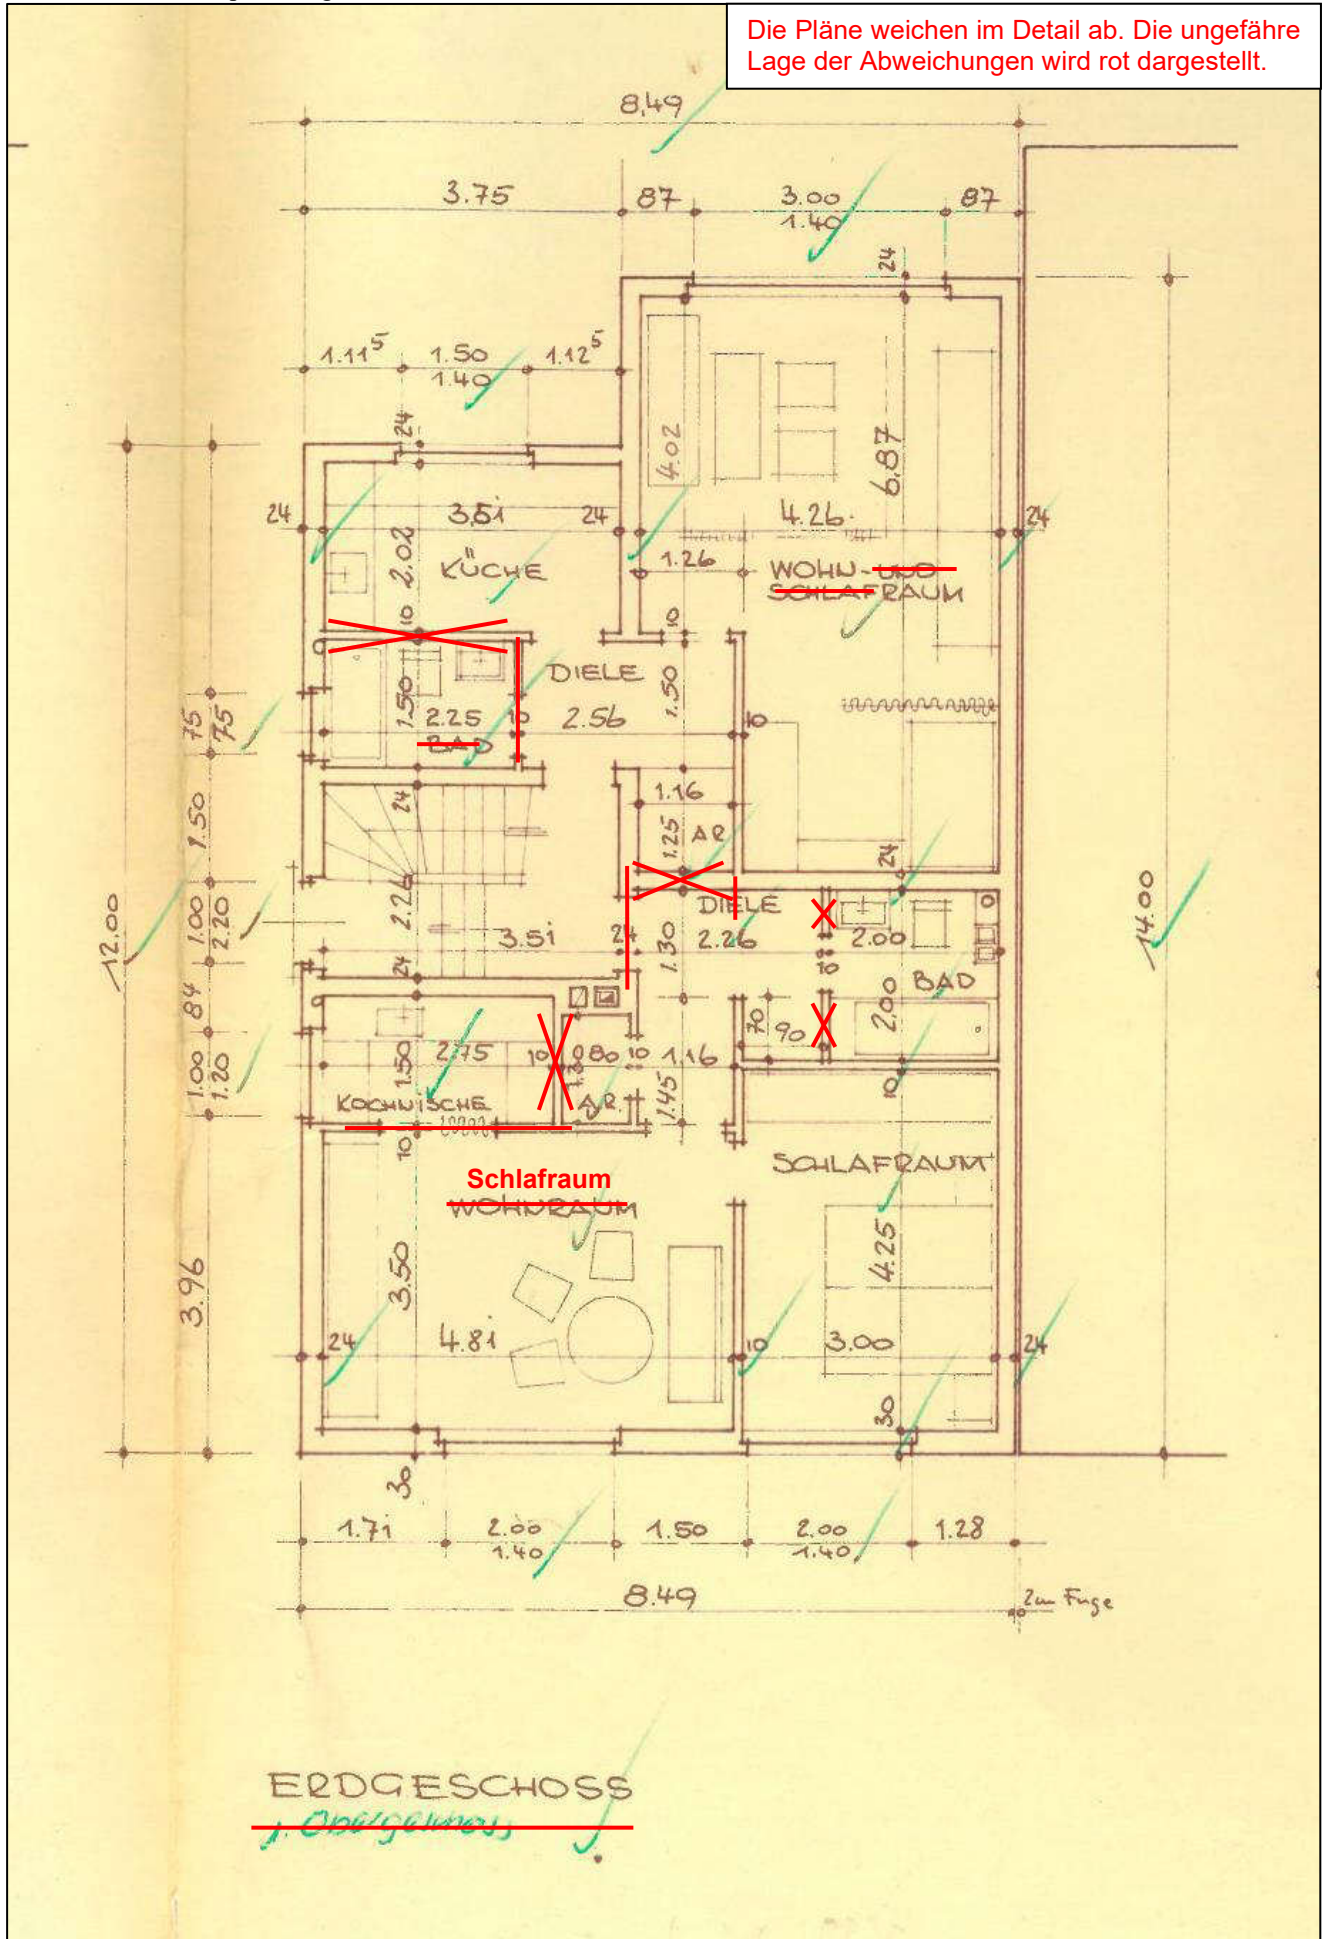 Die Pläne weichen im Detail ab. Die ungefähre
Lage der Abweichungen wird rot dargestellt.
8,49
3.75 87 3.00 87
1.40
24
1.11⁵ 1.50 1.12⁵
1.40
24
4.02
6.87
24 3.51 24 4.26 24
2.02
KÜCHE
1.26
WOHN-UND
SCHLAFRAUM
10 10
DIELE
1.50 1.50
2.25 10 2.56 10
BAD
75
75
24
1.16
1.25
AR
24
1.50
DIELE
2.26 2.00
1.00
2.20
2.26
3.51 24
1.30
10
BAD
12.00
14.00
24
84
70
90
2.00
2.75 10 80 10 1.16
1.50
1.30
1.45
10
1.00
1.20
KOCHNISCHE A.R.
10
Schlafraum
WOHNRAUM
SCHLAFRAUM
3.96
3.50
4.25
24 4.81 10 3.00 24
30
30
1.71 2.00 1.50 2.00 1.28
1.40 1.40
8.49
2cm Fuge
ERDGESCHOSS
1. Obergeschoss